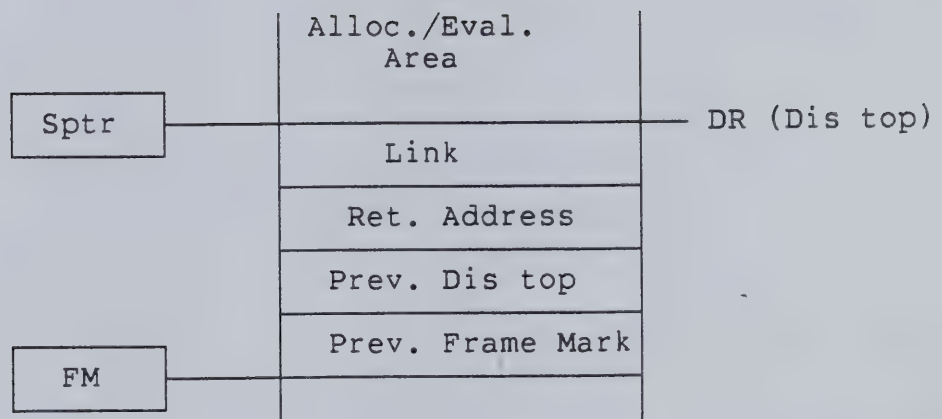 Alloc./Eval.
Area
Sptr
DR (Dis top)
Link
Ret. Address
Prev. Dis top
Prev. Frame Mark
FM